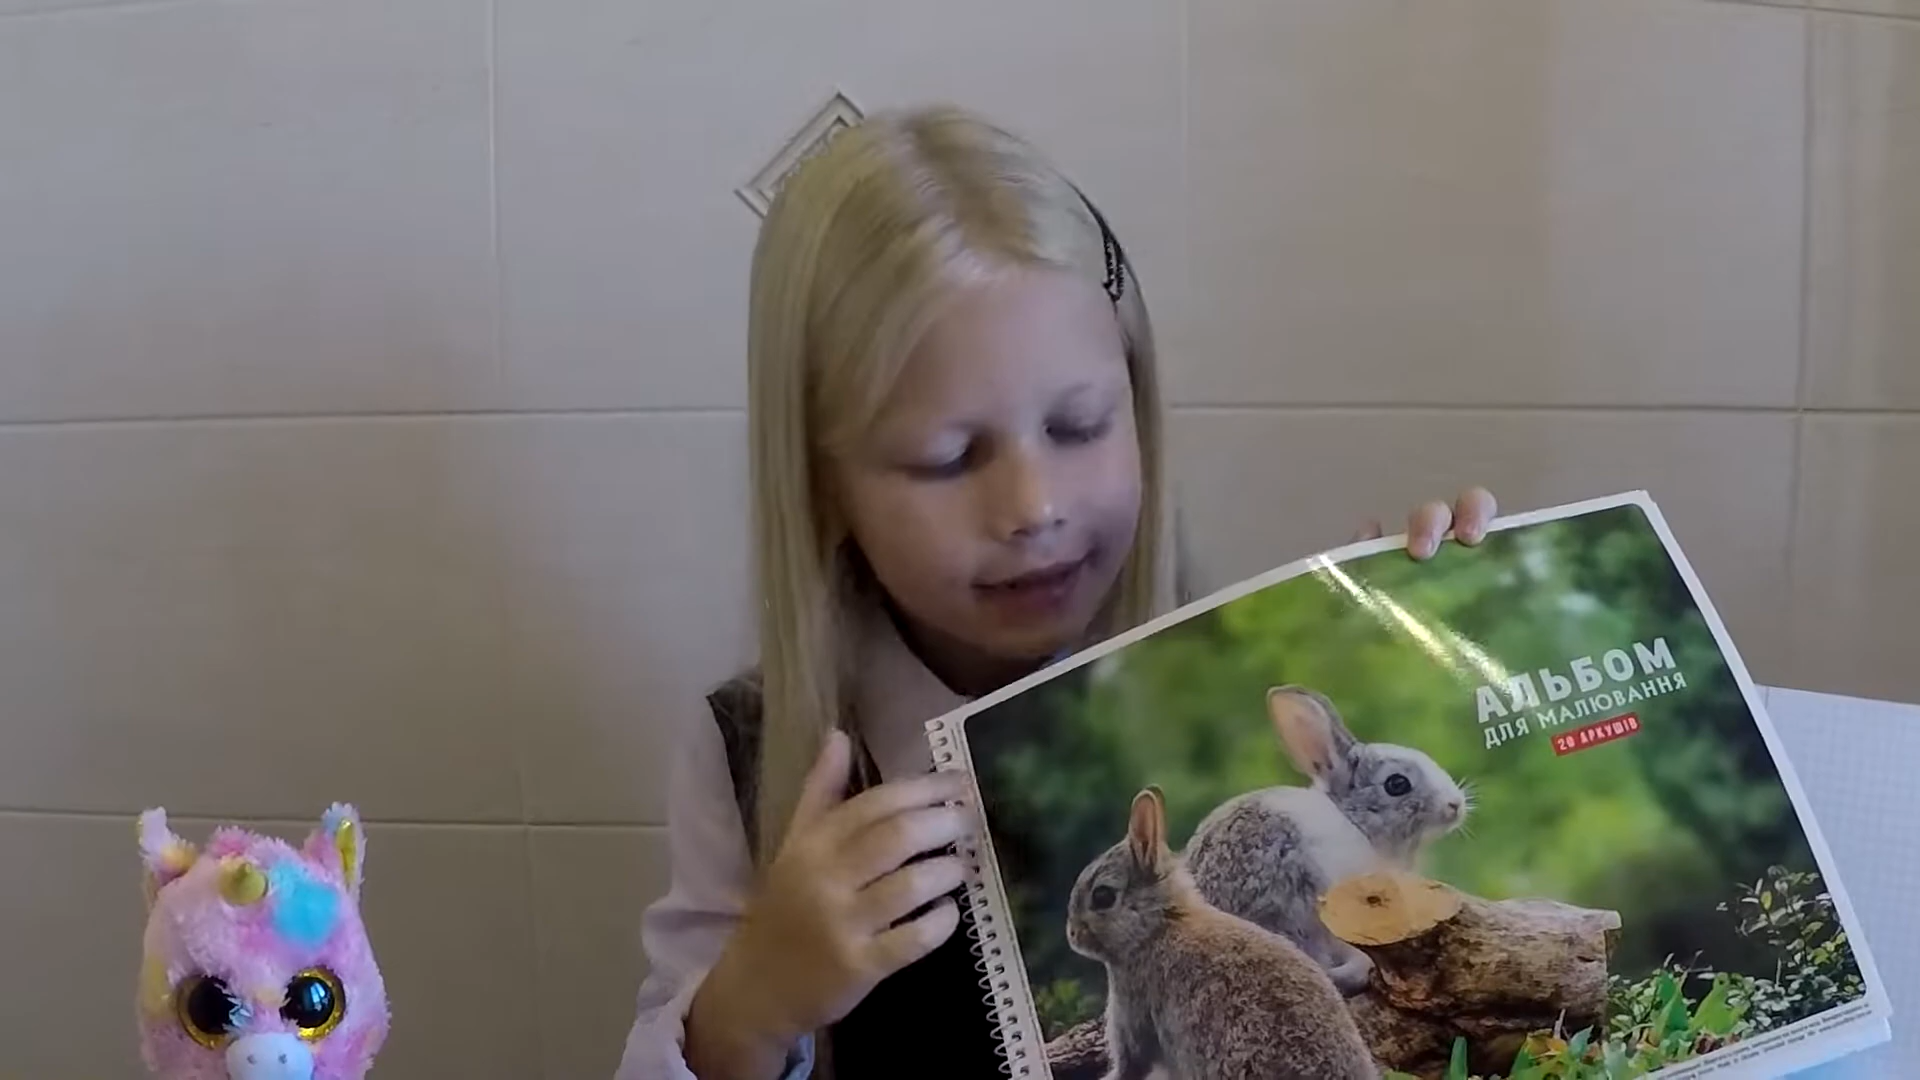 АЛЬБОМ
ДЛЯ МАЛЮВАННЯ
20 АРКУШІВ